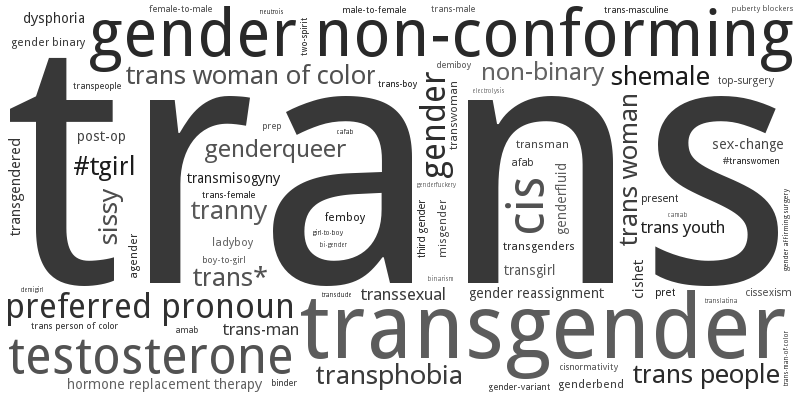 female-to-male
neutrois
male-to-female
trans-male
trans-masculine
puberty blockers
dysphoria
gender non-conforming
two-spirit
gender binary
trans woman of color
demiboy
non-binary
shemale
top-surgery
transpeople
trans-boy
electrolysis
trans
gender
transwoman
prep
cafab
post-op
genderqueer
transman
sex-change
transgendered
#tgirl
afab
#transwomen
transmisogyny
genderfuckery
cis
genderfluid
trans woman
sissy
trans-female
present
gender affirming surgery
tranny
femboy
third gender
misgender
camab
trans youth
girl-to-boy
agender
ladyboy
bi-gender
transgenders
boy-to-girl
trans*
binarism
transgirl
cishet
demigirl
transdude
transsexual
gender reassignment
pret
cissexism
preferred pronoun
translatina
transgender
trans person of color
amab
trans-man
testosterone
trans-man-of-color
transphobia
cisnormativity
trans people
hormone replacement therapy
binder
gender-variant
genderbend